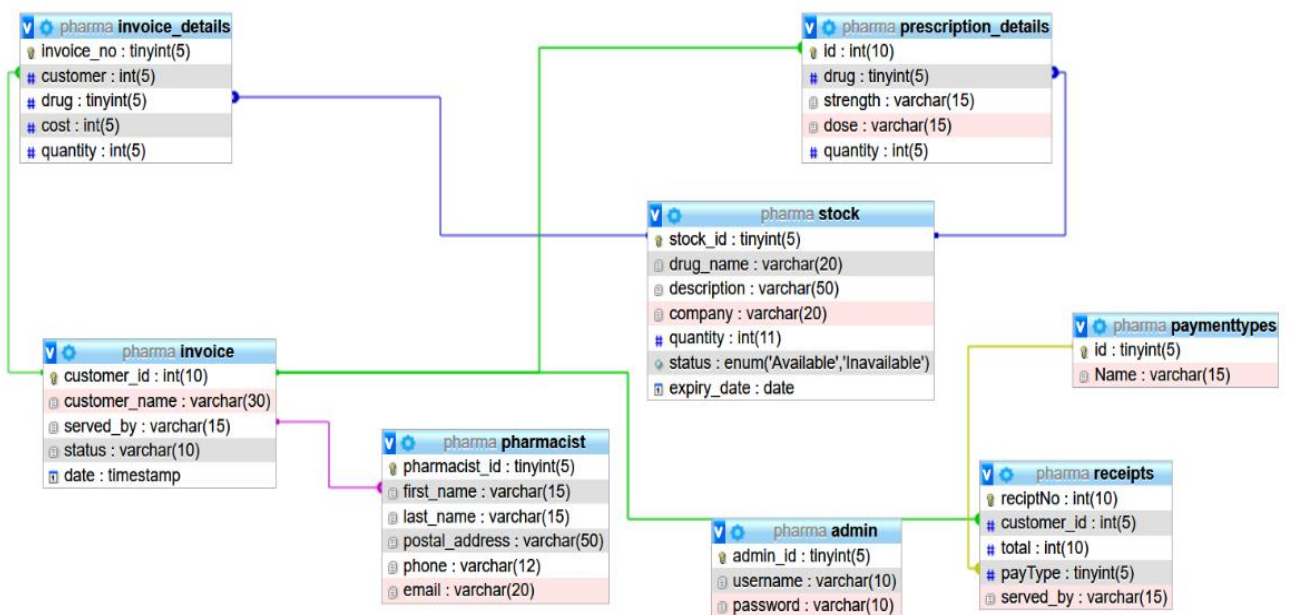 pharma invoice_details
invoice_no : tinyint(5)
customer : int(5)
drug : tinyint(5)
cost : int(5)
quantity : int(5)
pharma prescription_details
id : int(10)
drug : tinyint(5)
strength : varchar(15)
dose : varchar(15)
quantity : int(5)
pharma stock
stock_id : tinyint(5)
drug_name : varchar(20)
description : varchar(50)
company : varchar(20)
quantity : int(11)
status : enum('Available','Inavailable')
expiry_date : date
pharma paymenttypes
id : tinyint(5)
Name : varchar(15)
pharma invoice
customer_id : int(10)
customer_name : varchar(30)
served_by : varchar(15)
status : varchar(10)
date : timestamp
pharma pharmacist
pharmacist_id : tinyint(5)
first_name : varchar(15)
last_name : varchar(15)
postal_address : varchar(50)
phone : varchar(12)
email : varchar(20)
pharma admin
admin_id : tinyint(5)
username : varchar(10)
password : varchar(10)
pharma receipts
reciptNo : int(10)
customer_id : int(5)
total : int(10)
payType : tinyint(5)
served_by : varchar(15)